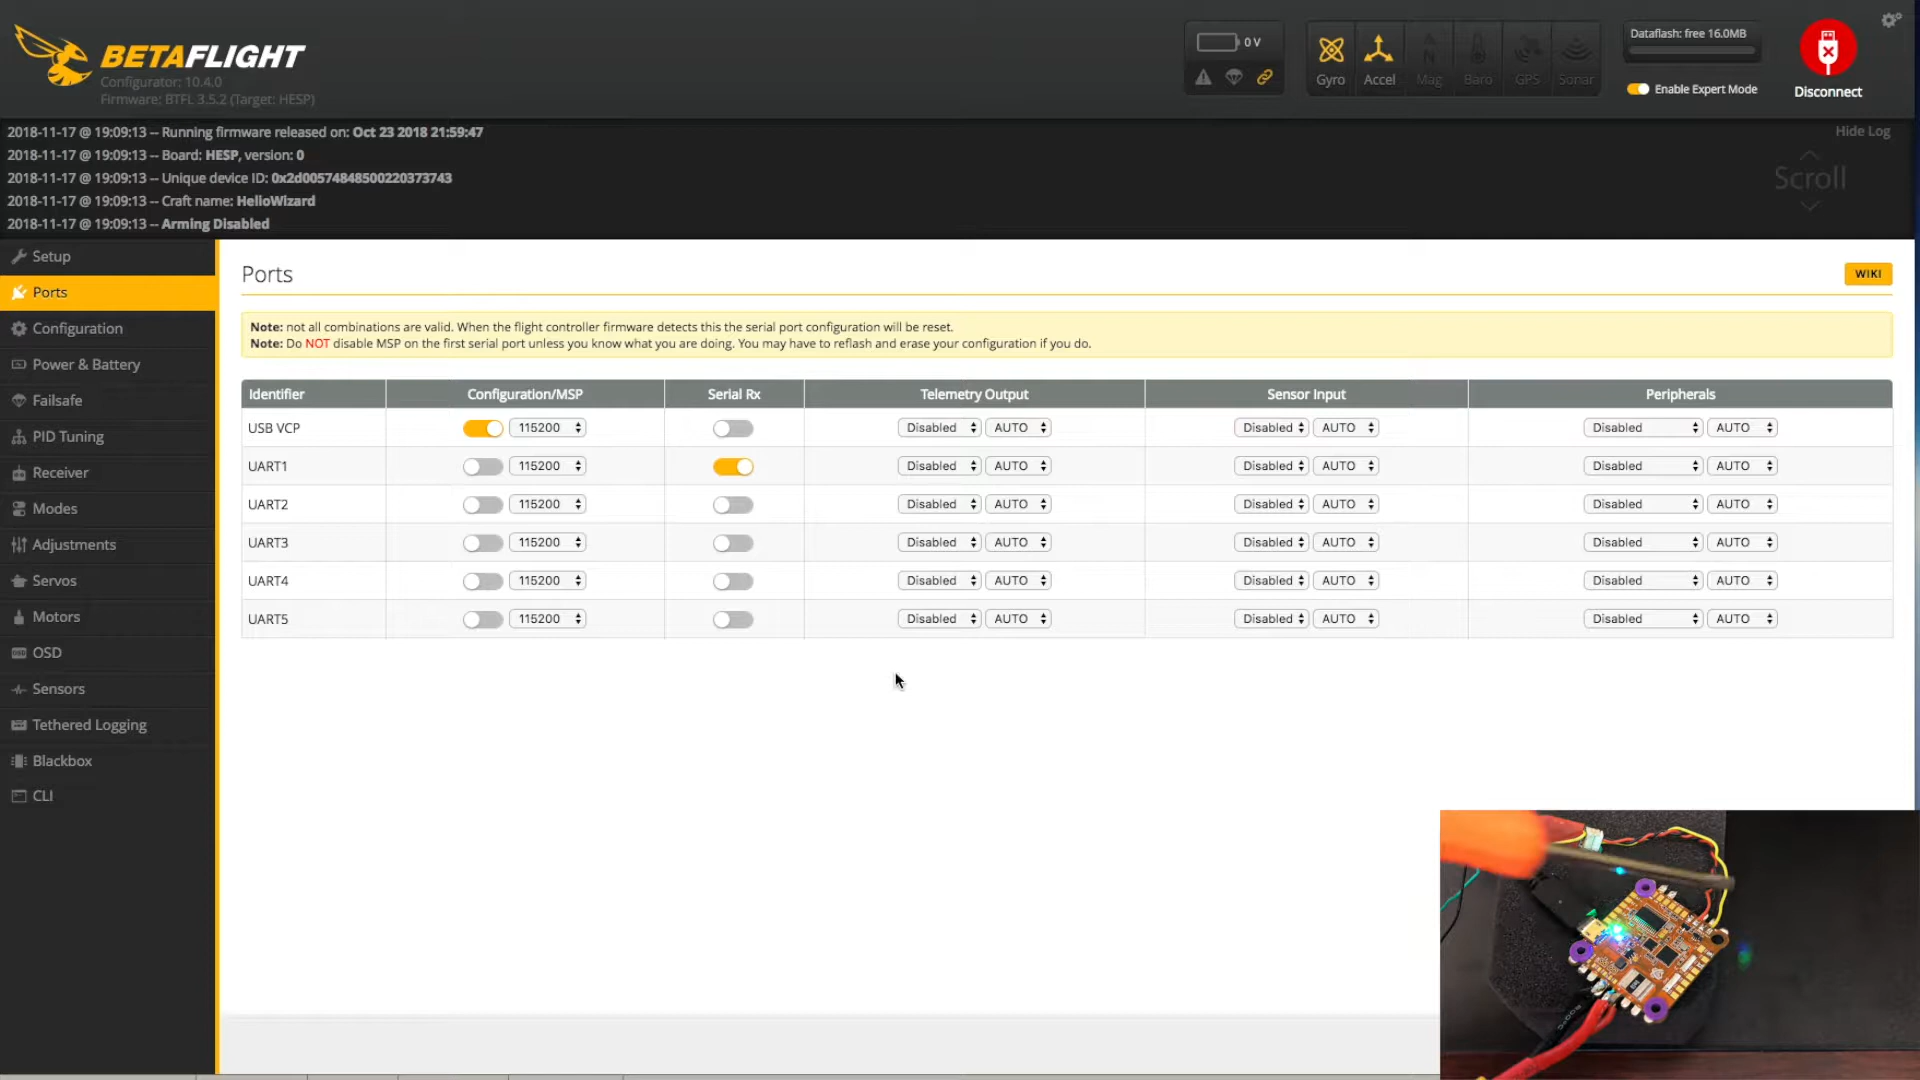 BETAFLIGHT
Configurator: 10.4.0
Firmware: BTFL 3.5.2 (Target: HESP)
0 V
Gyro Accel Mag Baro GPS Sonar
Dataflash: free 16.0MB
Enable Expert Mode
Disconnect
2018-11-17 @ 19:09:13 -- Running firmware released on: Oct 23 2018 21:59:47
2018-11-17 @ 19:09:13 -- Board: HESP, version: 0
2018-11-17 @ 19:09:13 -- Unique device ID: 0x2d00574848500220373743
2018-11-17 @ 19:09:13 -- Craft name: HelloWizard
2018-11-17 @ 19:09:13 -- Arming Disabled
Hide Log
Scroll
Setup
Ports
Configuration
Power & Battery
Failsafe
PID Tuning
Receiver
Modes
Adjustments
Servos
Motors
OSD
Sensors
Tethered Logging
Blackbox
CLI
Ports
WIKI
Note: not all combinations are valid. When the flight controller firmware detects this the serial port configuration will be reset.
Note: Do NOT disable MSP on the first serial port unless you know what you are doing. You may have to reflash and erase your configuration if you do.
Identifier Configuration/MSP Serial Rx Telemetry Output Sensor Input Peripherals
USB VCP 115200 Disabled AUTO Disabled AUTO Disabled AUTO
UART1 115200 Disabled AUTO Disabled AUTO Disabled AUTO
UART2 115200 Disabled AUTO Disabled AUTO Disabled AUTO
UART3 115200 Disabled AUTO Disabled AUTO Disabled AUTO
UART4 115200 Disabled AUTO Disabled AUTO Disabled AUTO
UART5 115200 Disabled AUTO Disabled AUTO Disabled AUTO